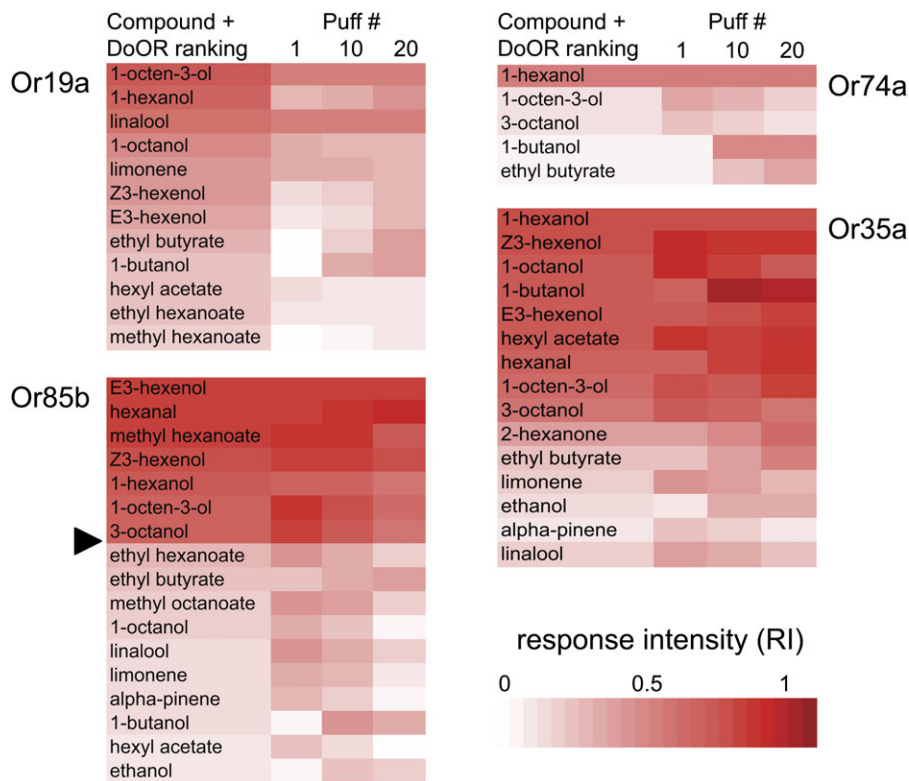 Compound + Puff #
DoOR ranking 1 10 20
Or19a
1-octen-3-ol
1-hexanol
linalool
1-octanol
limonene
Z3-hexenol
E3-hexenol
ethyl butyrate
1-butanol
hexyl acetate
ethyl hexanoate
methyl hexanoate
Or85b
E3-hexenol
hexanal
methyl hexanoate
Z3-hexenol
1-hexanol
1-octen-3-ol
3-octanol
ethyl hexanoate
ethyl butyrate
methyl octanoate
1-octanol
linalool
limonene
alpha-pinene
1-butanol
hexyl acetate
ethanol
Compound + Puff #
DoOR ranking 1 10 20
Or74a
1-hexanol
1-octen-3-ol
3-octanol
1-butanol
ethyl butyrate
Or35a
1-hexanol
Z3-hexenol
1-octanol
1-butanol
E3-hexenol
hexyl acetate
hexanal
1-octen-3-ol
3-octanol
2-hexanone
ethyl butyrate
limonene
ethanol
alpha-pinene
linalool
response intensity (RI)
0 0.5 1